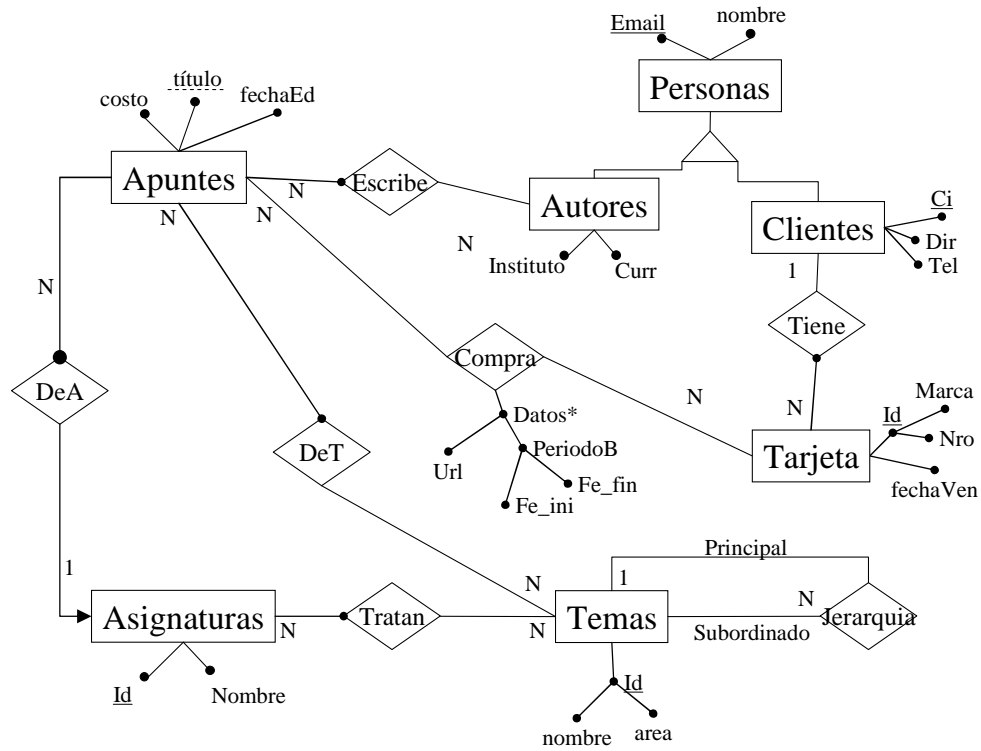 Email
nombre
Personas
título
costo
fechaEd
Apuntes
N
N
N
Escribe
Autores
N
Instituto
Curr
Clientes
1
Ci
Dir
Tel
Tiene
N
DeA
N
Compra
N
Datos*
PeriodoB
Url
Fe_ini
Fe_fin
Marca
Id
Nro
N
Tarjeta
fechaVen
DeT
1
Principal
N
1
N
Asignaturas
N
Tratan
N
Temas
Subordinado
Jerarquia
Id
Nombre
Id
nombre
area